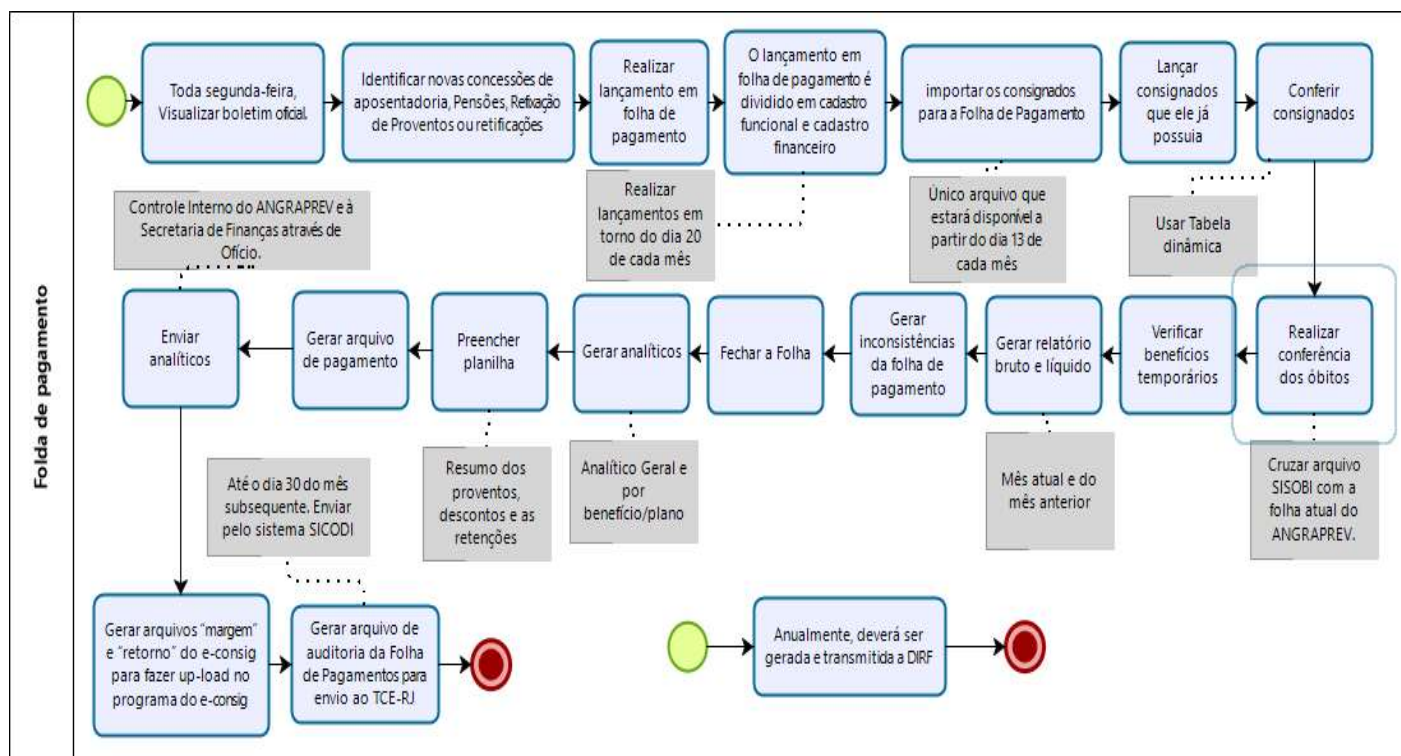 Folda de pagamento
Toda segunda-feira,
Visualizar boletim oficial.
Identificar novas concessões de
aposentadoria, Pensões, Refixação
de Proventos ou retificações
Realizar
lançamento em
folha de
pagamento
O lançamento em
folha de pagamento é
dividido em cadastro
funcional e cadastro
financeiro
importar os consignados
para a Folha de Pagamento
Lançar
consignados
que ele já
possuia
Conferir
consignados
Controle Interno do ANGRAPREV e à
Secretaria de Finanças através de
Ofício.
Realizar
lançamentos em
torno do dia 20
de cada mês
Único arquivo que
estará disponível a
partir do dia 13 de
cada mês
Usar Tabela
dinâmica
Enviar
analíticos
Gerar arquivo
de pagamento
Preencher
planilha
Gerar analíticos
Fechar a Folha
Gerar
inconsistências
da folha de
pagamento
Gerar relatório
bruto e líquido
Verificar
benefícios
temporários
Realizar
conferência
dos óbitos
Até o dia 30 do mês
subsequente. Enviar
pelo sistema SICODI
Resumo dos
proventos,
descontos e as
retenções
Analítico Geral e
por
benefício/plano
Mês atual e do
mês anterior
Cruzar arquivo
SISOBI com a
folha atual do
ANGRAPREV.
Gerar arquivos “margem”
e “retorno” do e-consig
para fazer up-load no
programa do e-consig
Gerar arquivo de
auditoria da Folha
de Pagamentos para
envio ao TCE-RJ
Anualmente, deverá ser
gerada e transmitida a DIRF